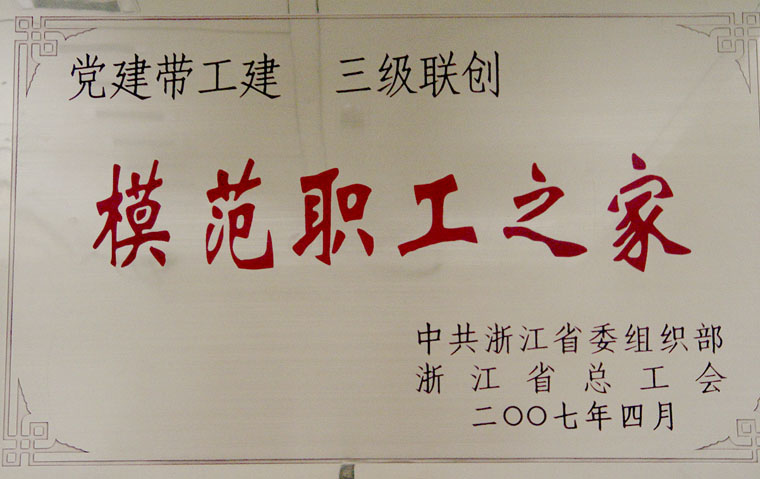 党建带工建 三级联创
模范职工之家
中共浙江省委组织部
浙江省总工会
二〇〇七年四月